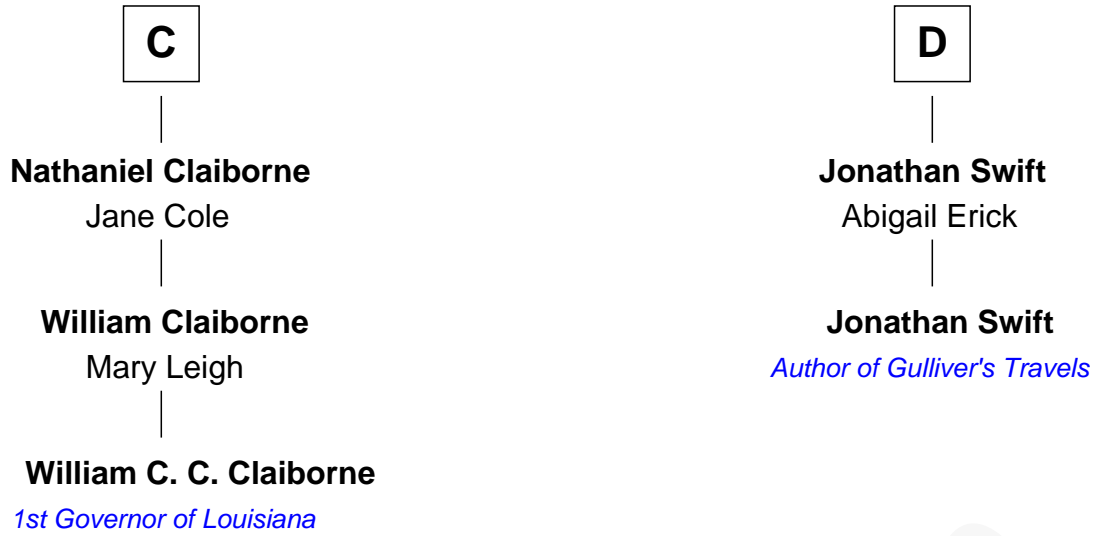 C
Nathaniel Claiborne
Jane Cole
William Claiborne
Mary Leigh
William C. C. Claiborne
1st Governor of Louisiana
D
Jonathan Swift
Abigail Erick
Jonathan Swift
Author of Gulliver's Travels